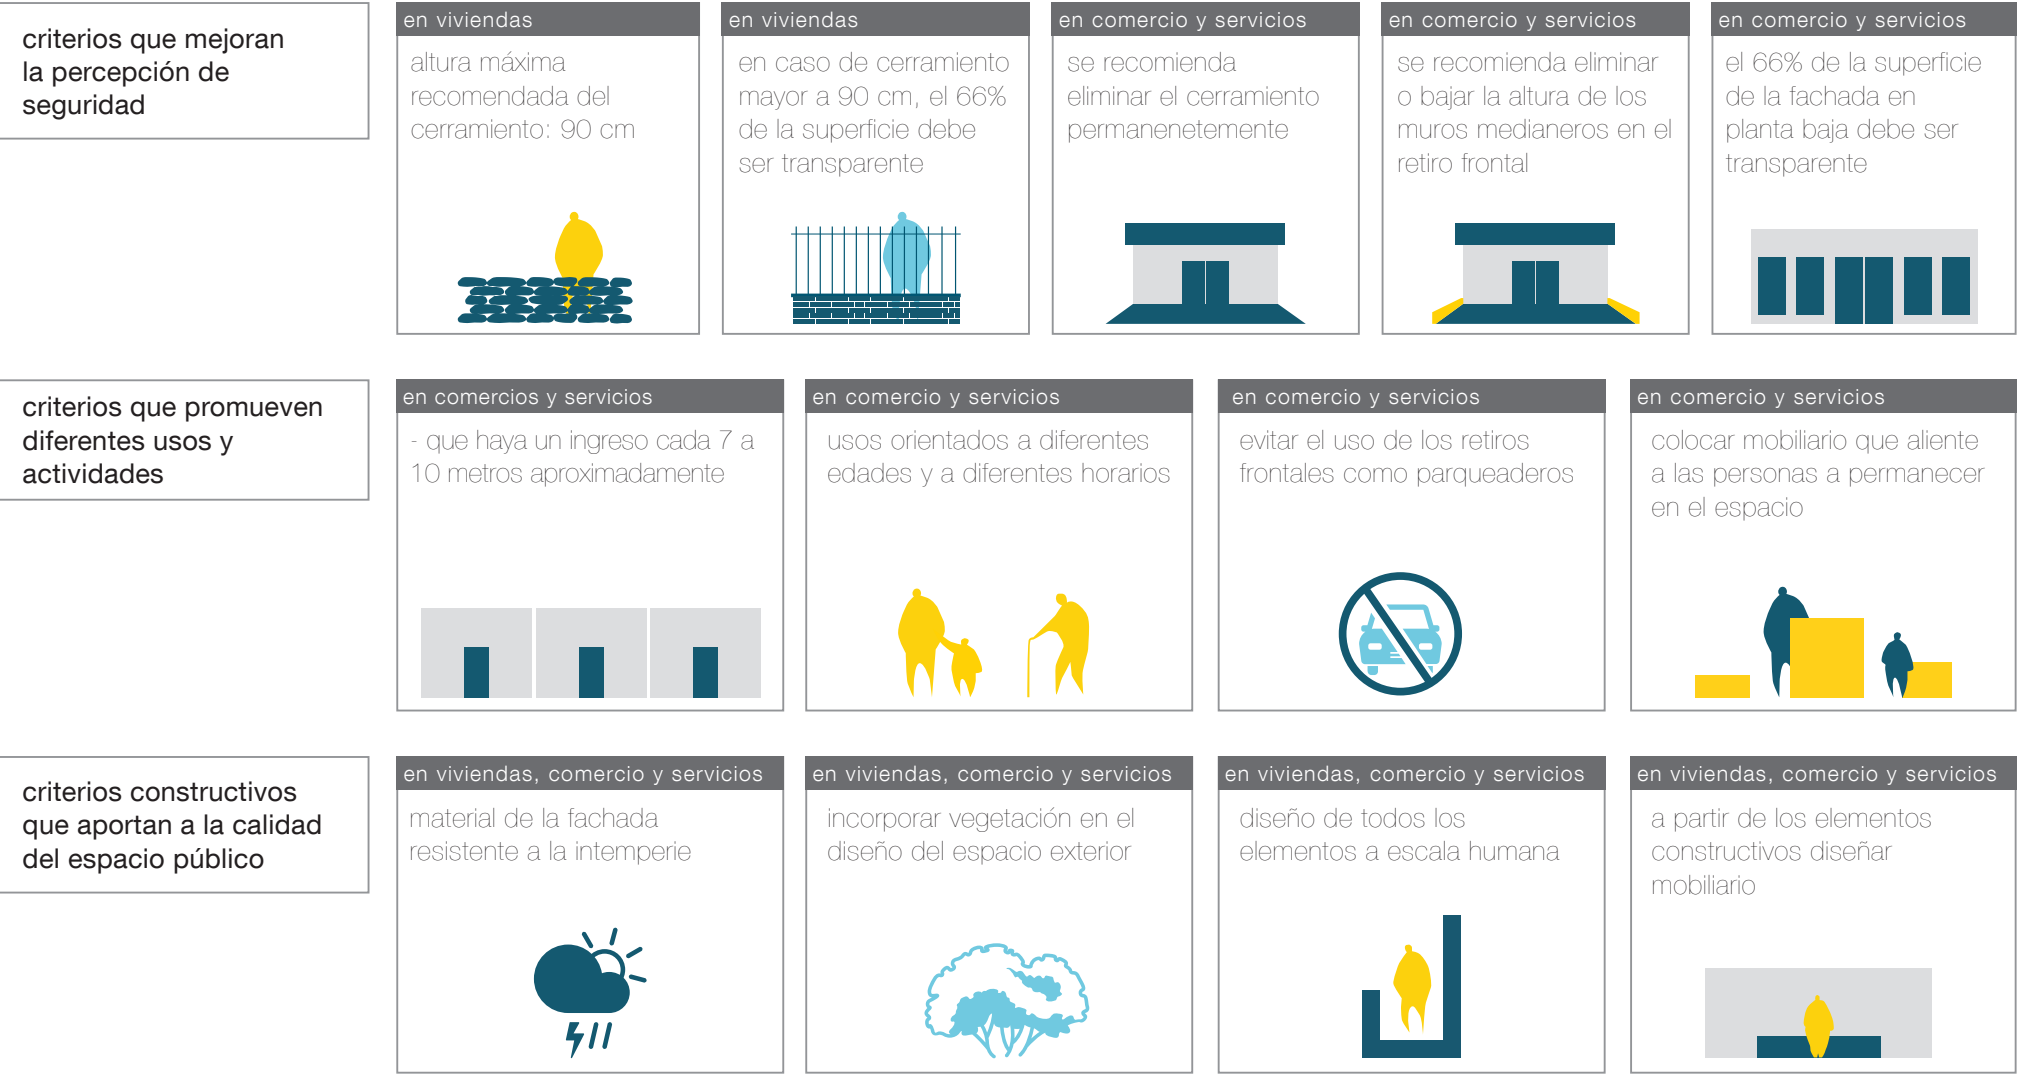 criterios que mejoran
la percepción de
seguridad
en viviendas
altura máxima
recomendada del
cerramiento: 90 cm
en viviendas
en caso de cerramiento
mayor a 90 cm, el 66%
de la superficie debe
ser transparente
en comercio y servicios
se recomienda
eliminar el cerramiento
permanenetemente
en comercio y servicios
se recomienda eliminar
o bajar la altura de los
muros medianeros en el
retiro frontal
en comercio y servicios
el 66% de la superficie
de la fachada en
planta baja debe ser
transparente
criterios que promueven
diferentes usos y
actividades
en comercios y servicios
- que haya un ingreso cada 7 a
10 metros aproximadamente
en comercio y servicios
usos orientados a diferentes
edades y a diferentes horarios
en comercio y servicios
evitar el uso de los retiros
frontales como parqueaderos
en comercio y servicios
colocar mobiliario que aliente
a las personas a permanecer
en el espacio
criterios constructivos
que aportan a la calidad
del espacio público
en viviendas, comercio y servicios
material de la fachada
resistente a la intemperie
en viviendas, comercio y servicios
incorporar vegetación en el
diseño del espacio exterior
en viviendas, comercio y servicios
diseño de todos los
elementos a escala humana
en viviendas, comercio y servicios
a partir de los elementos
constructivos diseñar
mobiliario